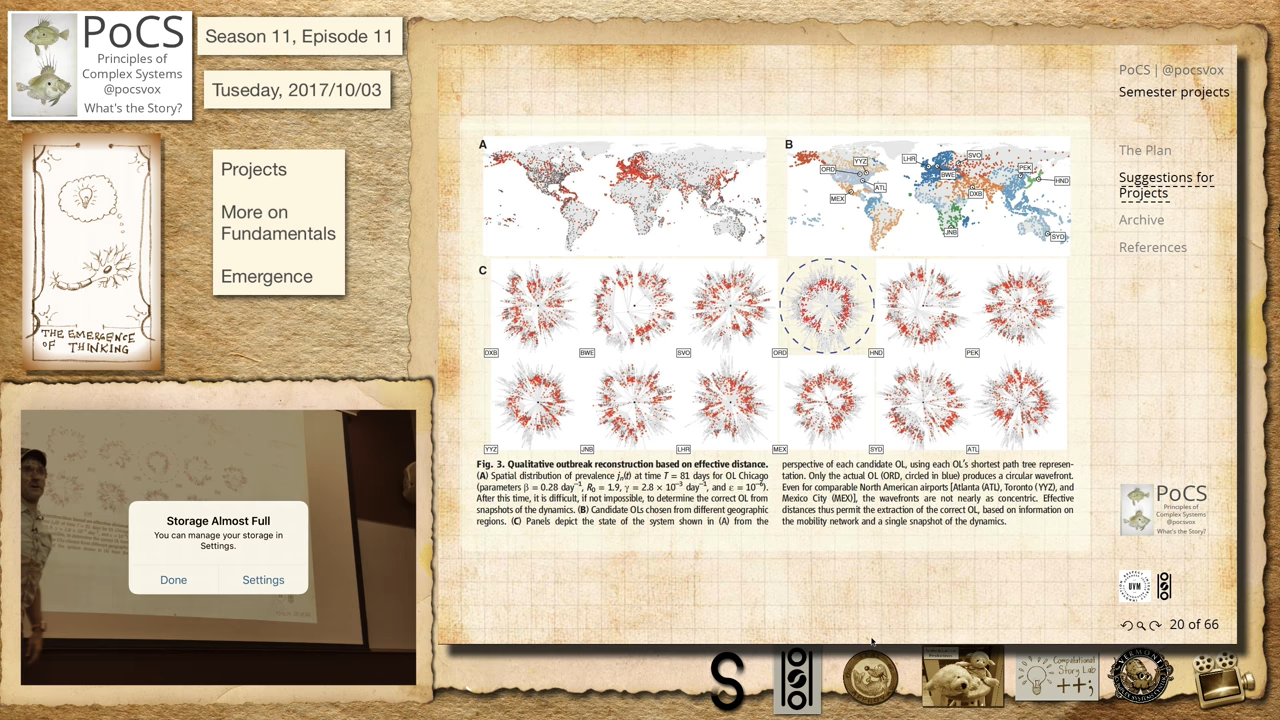 PoCS
Principles of
Complex Systems
@pocsvox
What's the Story?
Season 11, Episode 11
Tuseday, 2017/10/03
Projects
More on
Fundamentals
Emergence
THE EMERGENCE
OF THINKING
Storage Almost Full
You can manage your storage in
Settings.
Done
Settings
PoCS | @pocsvox
Semester projects
The Plan
Suggestions for
Projects
Archive
References
A
B
LHR
SVO
YYZ
ORD
BWE
PEK
HND
ATL
DXB
MEX
JNB
SYD
C
DXB
BWE
SVO
ORD
HND
PEK
YYZ
JNB
LHR
MEX
SYD
ATL
Fig. 3. Qualitative outbreak reconstruction based on effective distance.
(A) Spatial distribution of prevalence jₙ(t) at time T = 81 days for OL Chicago
(parameters β = 0.28 day⁻¹, R₀ = 1.9, γ = 2.8 × 10⁻³ day⁻¹, and ε = 10⁻⁶).
After this time, it is difficult, if not impossible, to determine the correct OL from
snapshots of the dynamics. (B) Candidate OLs chosen from different geographic
regions. (C) Panels depict the state of the system shown in (A) from the
perspective of each candidate OL, using each OL's shortest path tree represen-
tation. Only the actual OL (ORD, circled in blue) produces a circular wavefront.
Even for comparable North American airports [Atlanta (ATL), Toronto (YYZ), and
Mexico City (MEX)], the wavefronts are not nearly as concentric. Effective
distances thus permit the extraction of the correct OL, based on information on
the mobility network and a single snapshot of the dynamics.
PoCS
Principles of
Complex Systems
@pocsvox
What's the Story?
UVM
20 of 66
Computational
Story Lab
++;